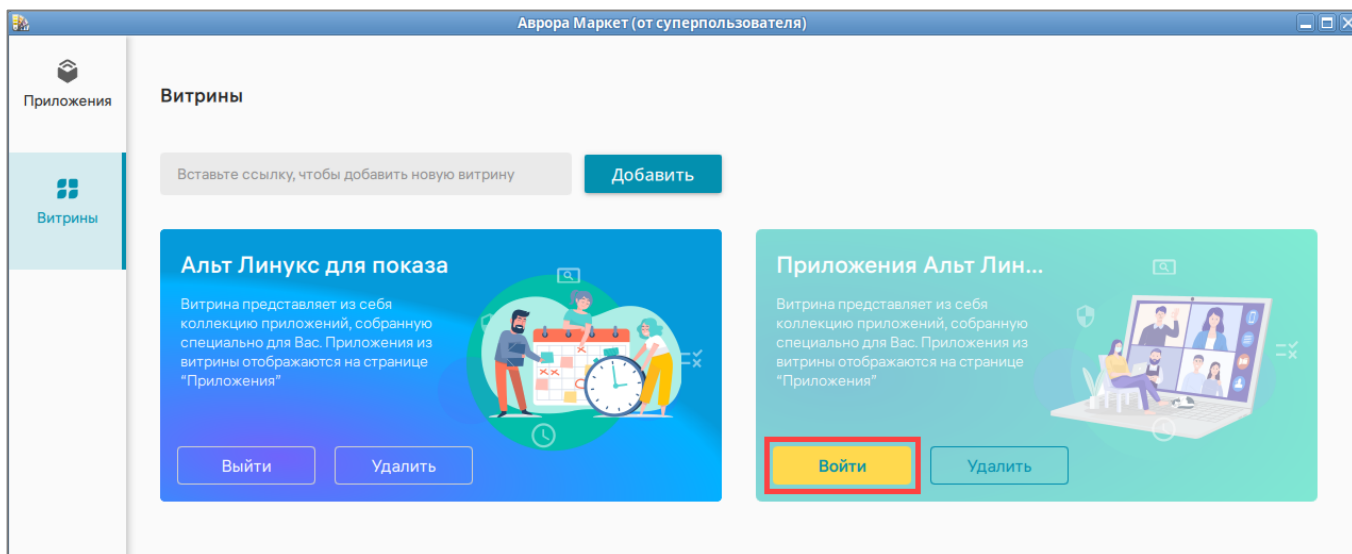 Аврора Маркет (от суперпользователя)
Приложения
Витрины
Витрины
Вставьте ссылку, чтобы добавить новую витрину
Добавить
Альт Линукс для показа
Витрина представляет из себя
коллекцию приложений, собранную
специально для Вас. Приложения из
витрины отображаются на странице
“Приложения”
Выйти
Удалить
Приложения Альт Лин...
Витрина представляет из себя
коллекцию приложений, собранную
специально для Вас. Приложения из
витрины отображаются на странице
“Приложения”
Войти
Удалить